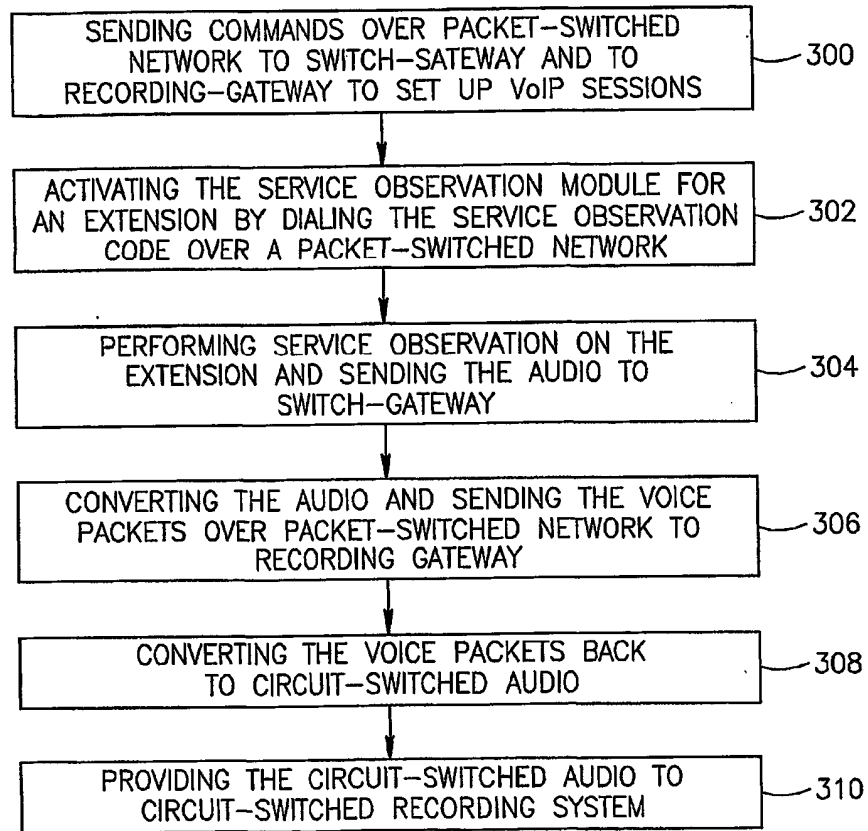 SENDING COMMANDS OVER PACKET-SWITCHED
NETWORK TO SWITCH-SATEWAY AND TO
RECORDING-GATEWAY TO SET UP VoIP SESSIONS
300
ACTIVATING THE SERVICE OBSERVATION MODULE FOR
AN EXTENSION BY DIALING THE SERVICE OBSERVATION
CODE OVER A PACKET-SWITCHED NETWORK
302
PERFORMING SERVICE OBSERVATION ON THE
EXTENSION AND SENDING THE AUDIO TO
SWITCH-GATEWAY
304
CONVERTING THE AUDIO AND SENDING THE VOICE
PACKETS OVER PACKET-SWITCHED NETWORK TO
RECORDING GATEWAY
306
CONVERTING THE VOICE PACKETS BACK
TO CIRCUIT-SWITCHED AUDIO
308
PROVIDING THE CIRCUIT-SWITCHED AUDIO TO
CIRCUIT-SWITCHED RECORDING SYSTEM
310